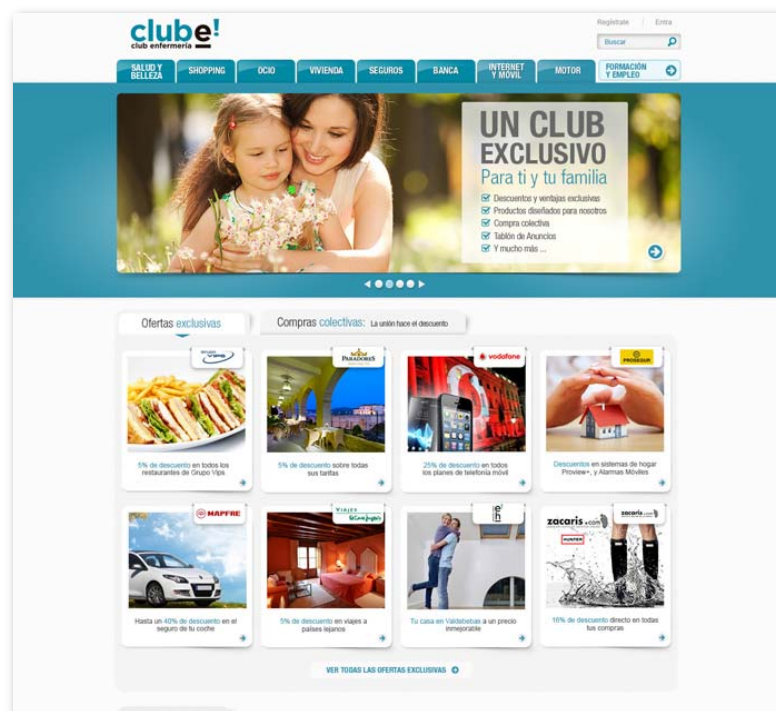 clube!
club enfermería
Regístrate / Entra
Buscar
SALUD Y
BELLEZA
SHOPPING
OCIO
VIVIENDA
SEGUROS
BANCA
INTERNET
Y MÓVIL
MOTOR
FORMACIÓN
Y EMPLEO
UN CLUB
EXCLUSIVO
Para ti y tu familia
Descuentos y ventajas exclusivas
Productos diseñados para nosotros
Compra colectiva
Tablón de Anuncios
Y mucho más ...
Ofertas exclusivas
Compras colectivas: La unión hace el descuento
grupo
VIPS
5% de descuento en todos los
restaurantes de Grupo Vips
PARADORES
5% de descuento sobre todas
sus tarifas
vodafone
25% de descuento en todos
los planes de telefonía móvil
PROSEGUR
Descuentos en sistemas de hogar
Proview+, y Alarmas Móviles
MAPFRE
Hasta un 40% de descuento en el
seguro de tu coche
VIAJES
El Corte Inglés
5% de descuento en viajes a
países lejanos
eh
Tu casa en Valdebebas a un precio
inmejorable
zacaris.com
zacaris.com
HUNTER
16% de descuento directo en todas
tus compras
VER TODAS LAS OFERTAS EXCLUSIVAS